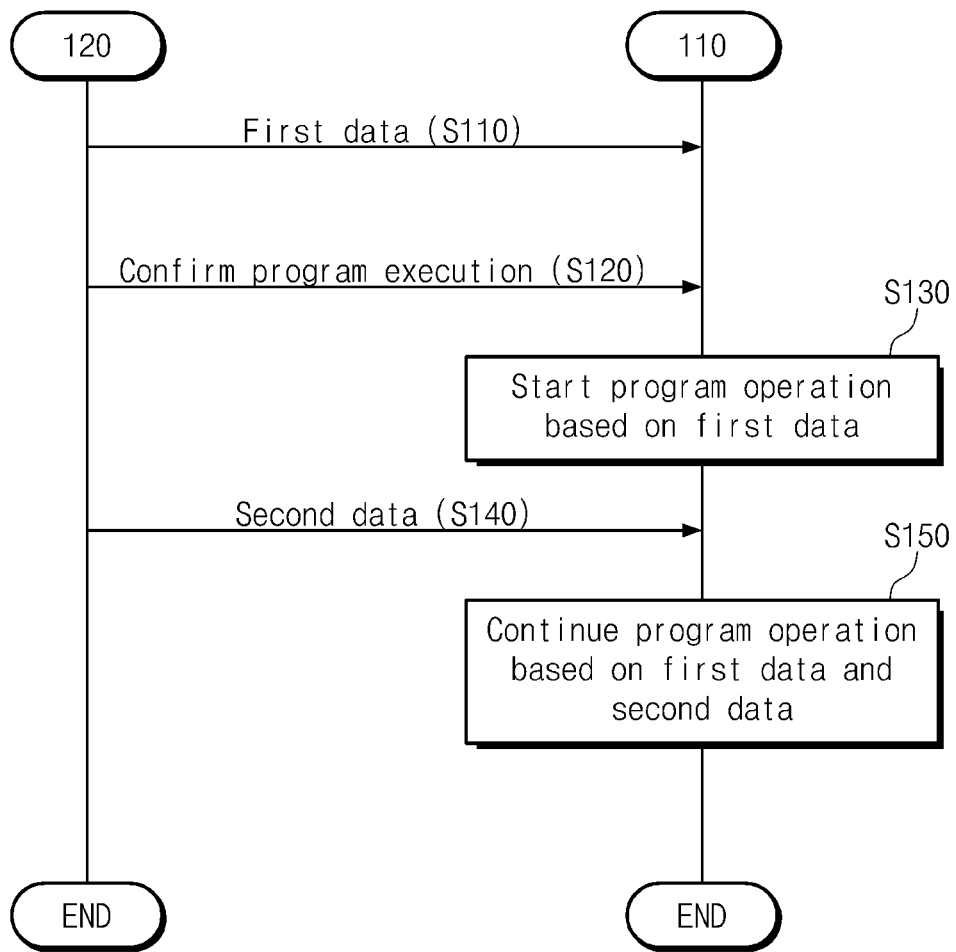 120
110
First data (S110)
Confirm program execution (S120)
S130
Start program operation
based on first data
Second data (S140)
S150
Continue program operation
based on first data and
second data
END
END